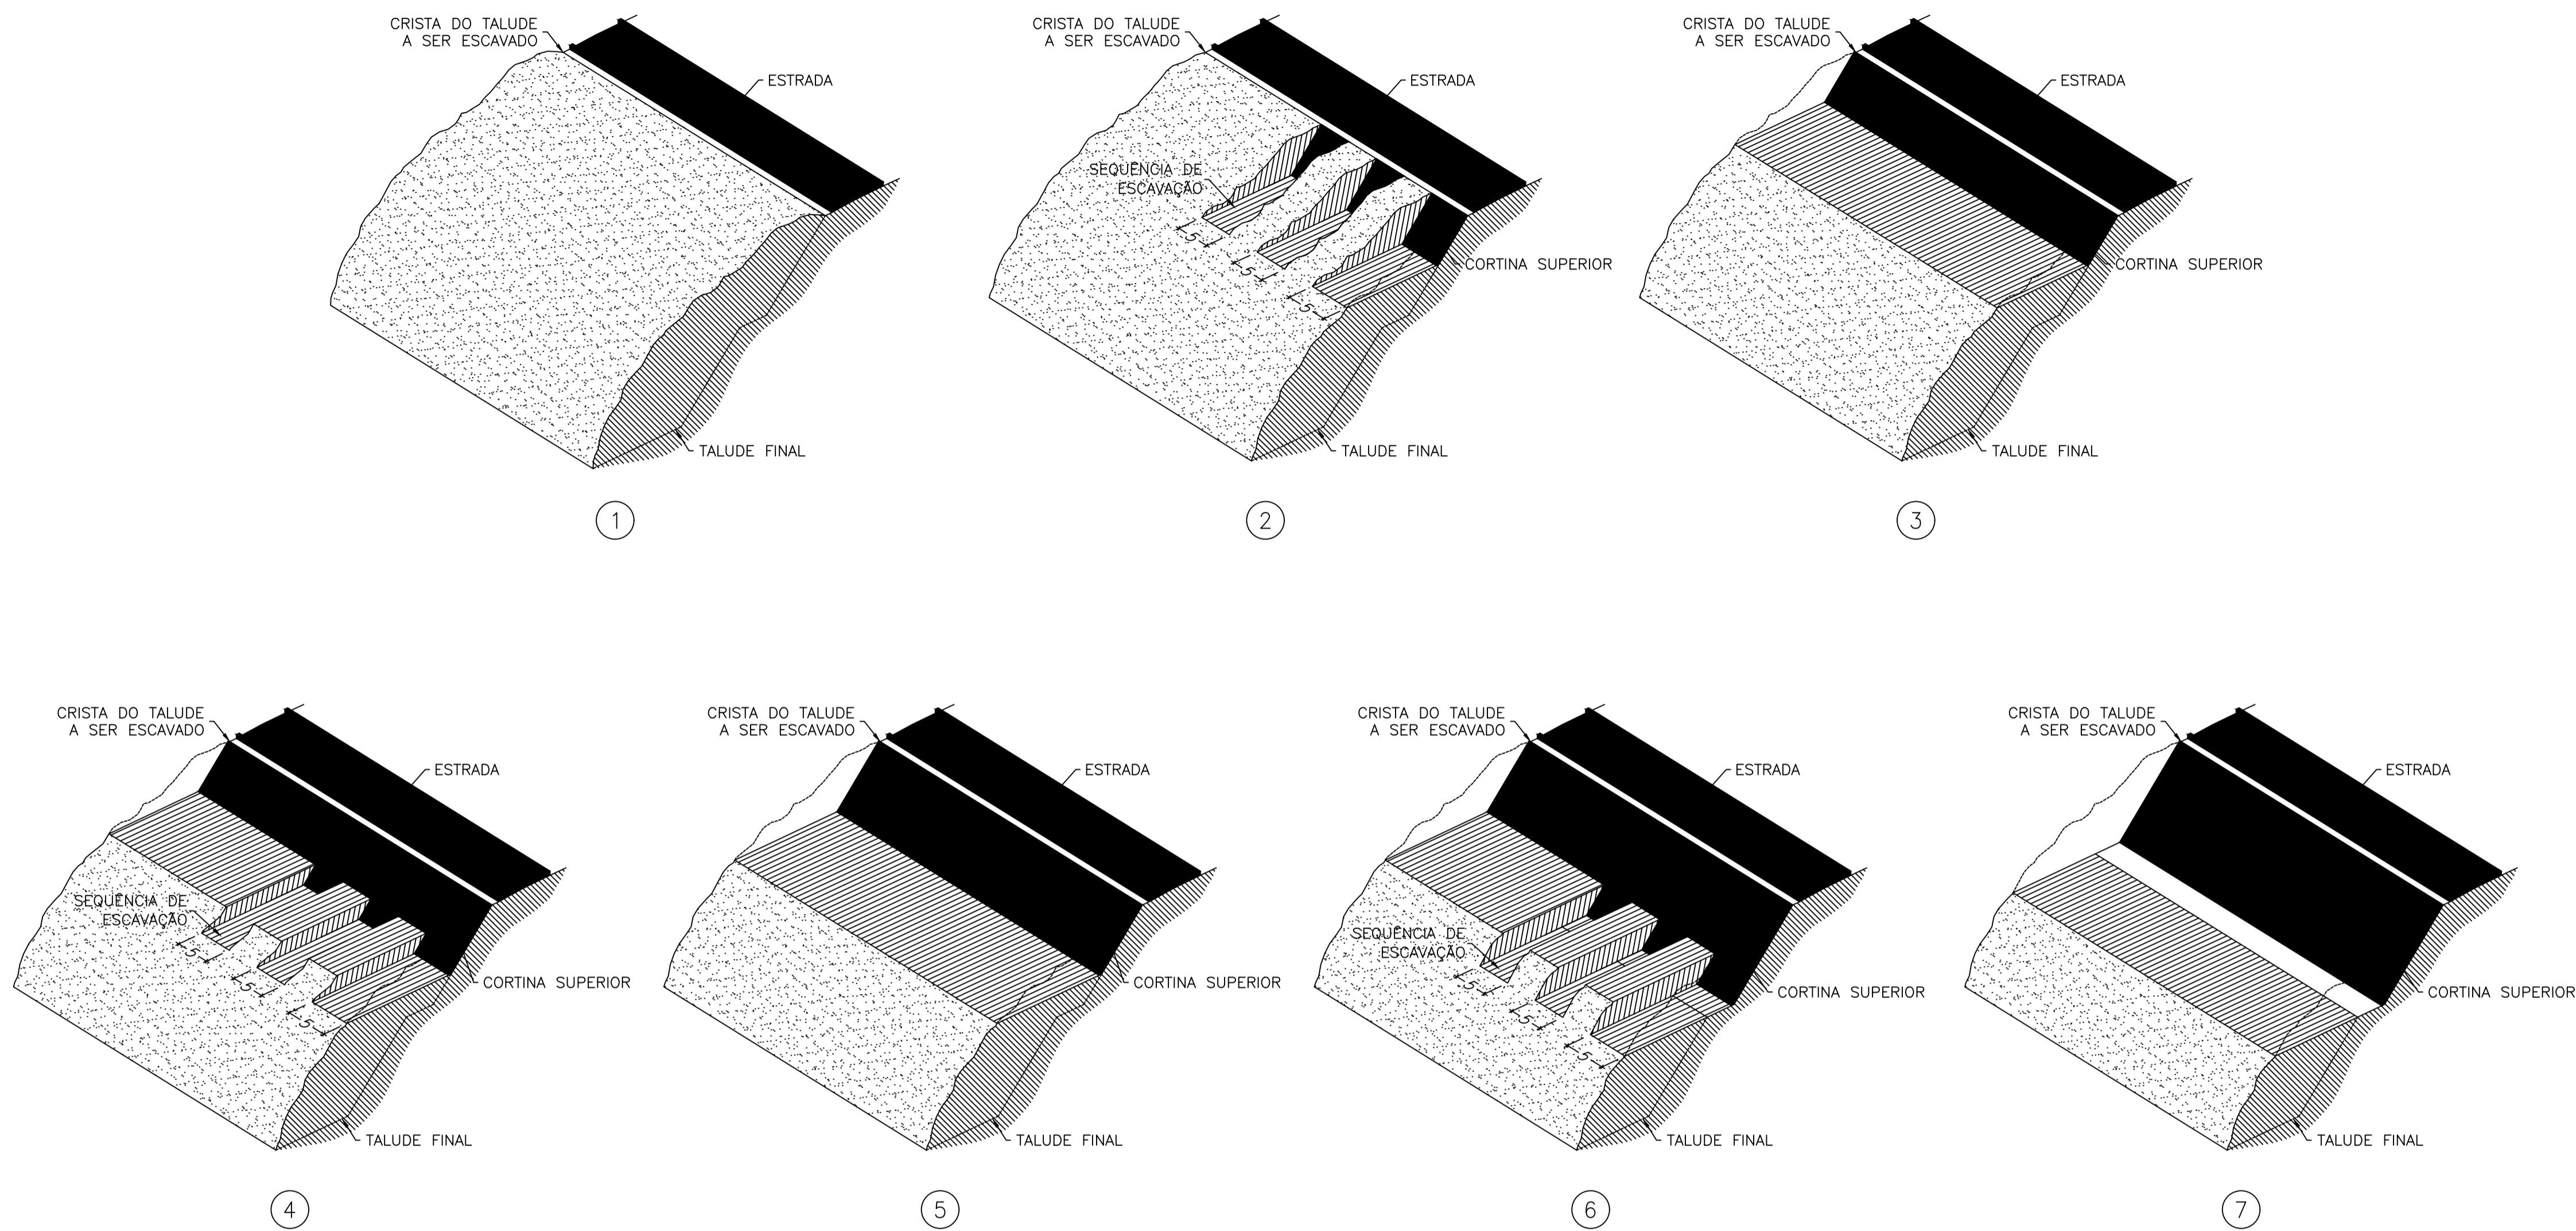 CRISTA DO TALUDE
A SER ESCAVADO
ESTRADA
TALUDE FINAL
1
CRISTA DO TALUDE
A SER ESCAVADO
ESTRADA
SEQUÊNCIA DE
ESCAVAÇÃO
5
5
5
CORTINA SUPERIOR
TALUDE FINAL
2
CRISTA DO TALUDE
A SER ESCAVADO
ESTRADA
CORTINA SUPERIOR
TALUDE FINAL
3
CRISTA DO TALUDE
A SER ESCAVADO
ESTRADA
SEQUÊNCIA DE
ESCAVAÇÃO
5
5
5
CORTINA SUPERIOR
TALUDE FINAL
4
CRISTA DO TALUDE
A SER ESCAVADO
ESTRADA
CORTINA SUPERIOR
TALUDE FINAL
5
CRISTA DO TALUDE
A SER ESCAVADO
ESTRADA
SEQUÊNCIA DE
ESCAVAÇÃO
5
5
5
CORTINA SUPERIOR
TALUDE FINAL
6
CRISTA DO TALUDE
A SER ESCAVADO
ESTRADA
CORTINA SUPERIOR
TALUDE FINAL
7